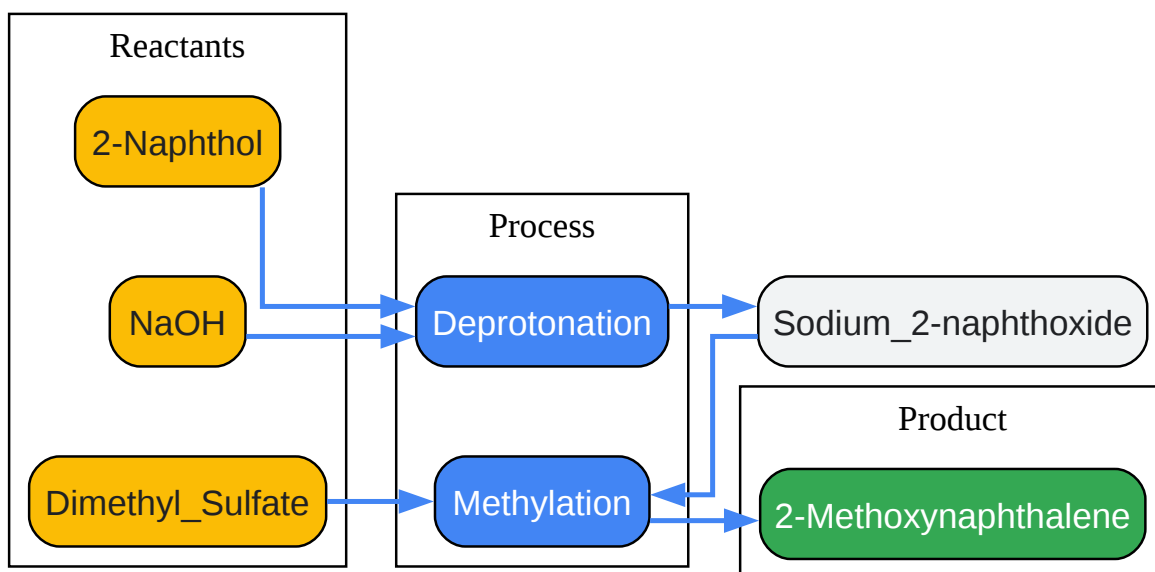 Reactants
2-Naphthol
NaOH
Dimethyl_Sulfate
Process
Deprotonation
Methylation
Sodium_2-naphthoxide
Product
2-Methoxynaphthalene